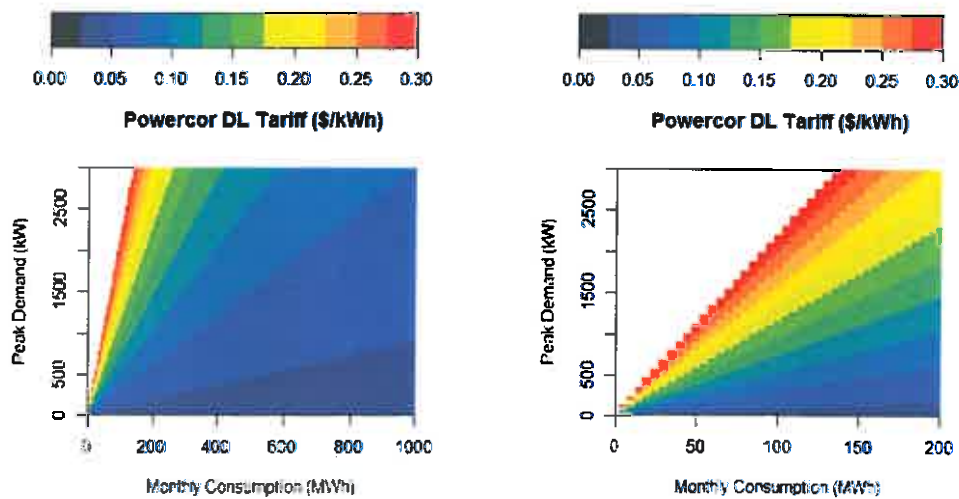 0.00 0.05 0.10 0.15 0.20 0.25 0.30
Powercor DL Tariff ($/kWh)
2500
1500
500
0
Peak Demand (kW)
0 200 400 600 800 1000
Monthly Consumption (MWh)
0.00 0.05 0.10 0.15 0.20 0.25 0.30
Powercor DL Tariff ($/kWh)
2500
1500
500
0
Peak Demand (kW)
0 50 100 150 200
Monthly Consumption (MWh)